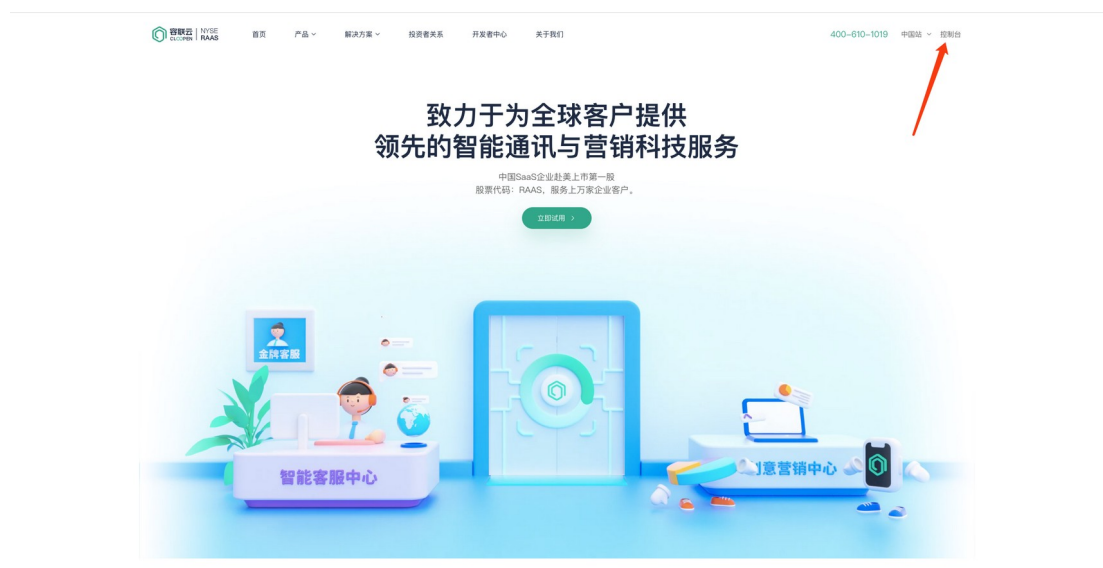 容联云 CLOOPEN | NYSE RAAS
首页 产品 解决方案 投资者关系 开发者中心 关于我们 400-610-1019 中国站 控制台
致力于为全球客户提供
领先的智能通讯与营销科技服务
中国SaaS企业赴美上市第一股
股票代码：RAAS，服务上万家企业客户。
立即试用 >
金牌客服
智能客服中心
创意营销中心